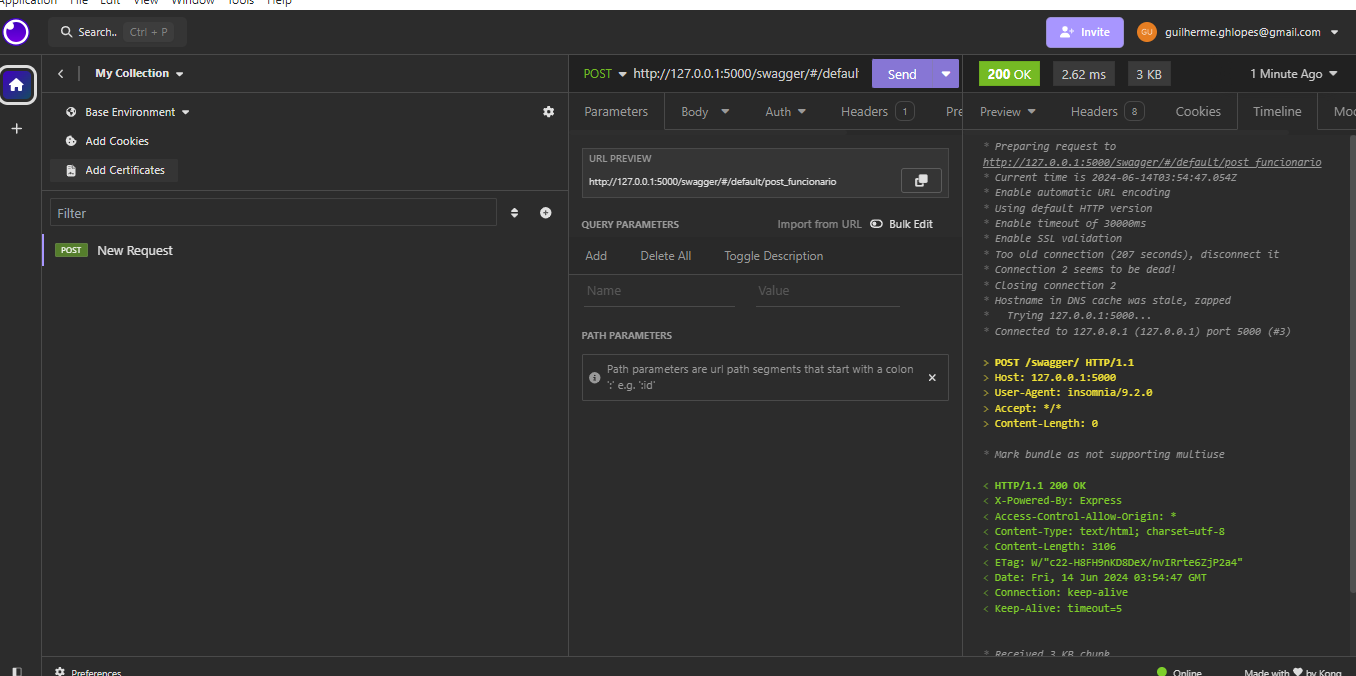 Application File Edit View Window Tools Help
Search.. Ctrl + P
Invite
GU guilherme.ghlopes@gmail.com
My Collection
Base Environment
Add Cookies
Add Certificates
Filter
POST New Request
POST http://127.0.0.1:5000/swagger/#/defaul Send
Parameters Body Auth Headers 1 Pre
URL PREVIEW
http://127.0.0.1:5000/swagger/#/default/post_funcionario
QUERY PARAMETERS Import from URL Bulk Edit
Add Delete All Toggle Description
Name Value
PATH PARAMETERS
Path parameters are url path segments that start with a colon
':' e.g. ':id'
200 OK 2.62 ms 3 KB 1 Minute Ago
Preview Headers 8 Cookies Timeline Moc
* Preparing request to
http://127.0.0.1:5000/swagger/#/default/post_funcionario
* Current time is 2024-06-14T03:54:47.054Z
* Enable automatic URL encoding
* Using default HTTP version
* Enable timeout of 30000ms
* Enable SSL validation
* Too old connection (207 seconds), disconnect it
* Connection 2 seems to be dead!
* Closing connection 2
* Hostname in DNS cache was stale, zapped
* Trying 127.0.0.1:5000...
* Connected to 127.0.0.1 (127.0.0.1) port 5000 (#3)
> POST /swagger/ HTTP/1.1
> Host: 127.0.0.1:5000
> User-Agent: insomnia/9.2.0
> Accept: */*
> Content-Length: 0
* Mark bundle as not supporting multiuse
< HTTP/1.1 200 OK
< X-Powered-By: Express
< Access-Control-Allow-Origin: *
< Content-Type: text/html; charset=utf-8
< Content-Length: 3106
< ETag: W/"c22-H8FH9nKD8DeX/nvIRrte6ZjP2a4"
< Date: Fri, 14 Jun 2024 03:54:47 GMT
< Connection: keep-alive
< Keep-Alive: timeout=5
* Received 3 KB chunk
Preferences
Online Made with ♥ by Kong